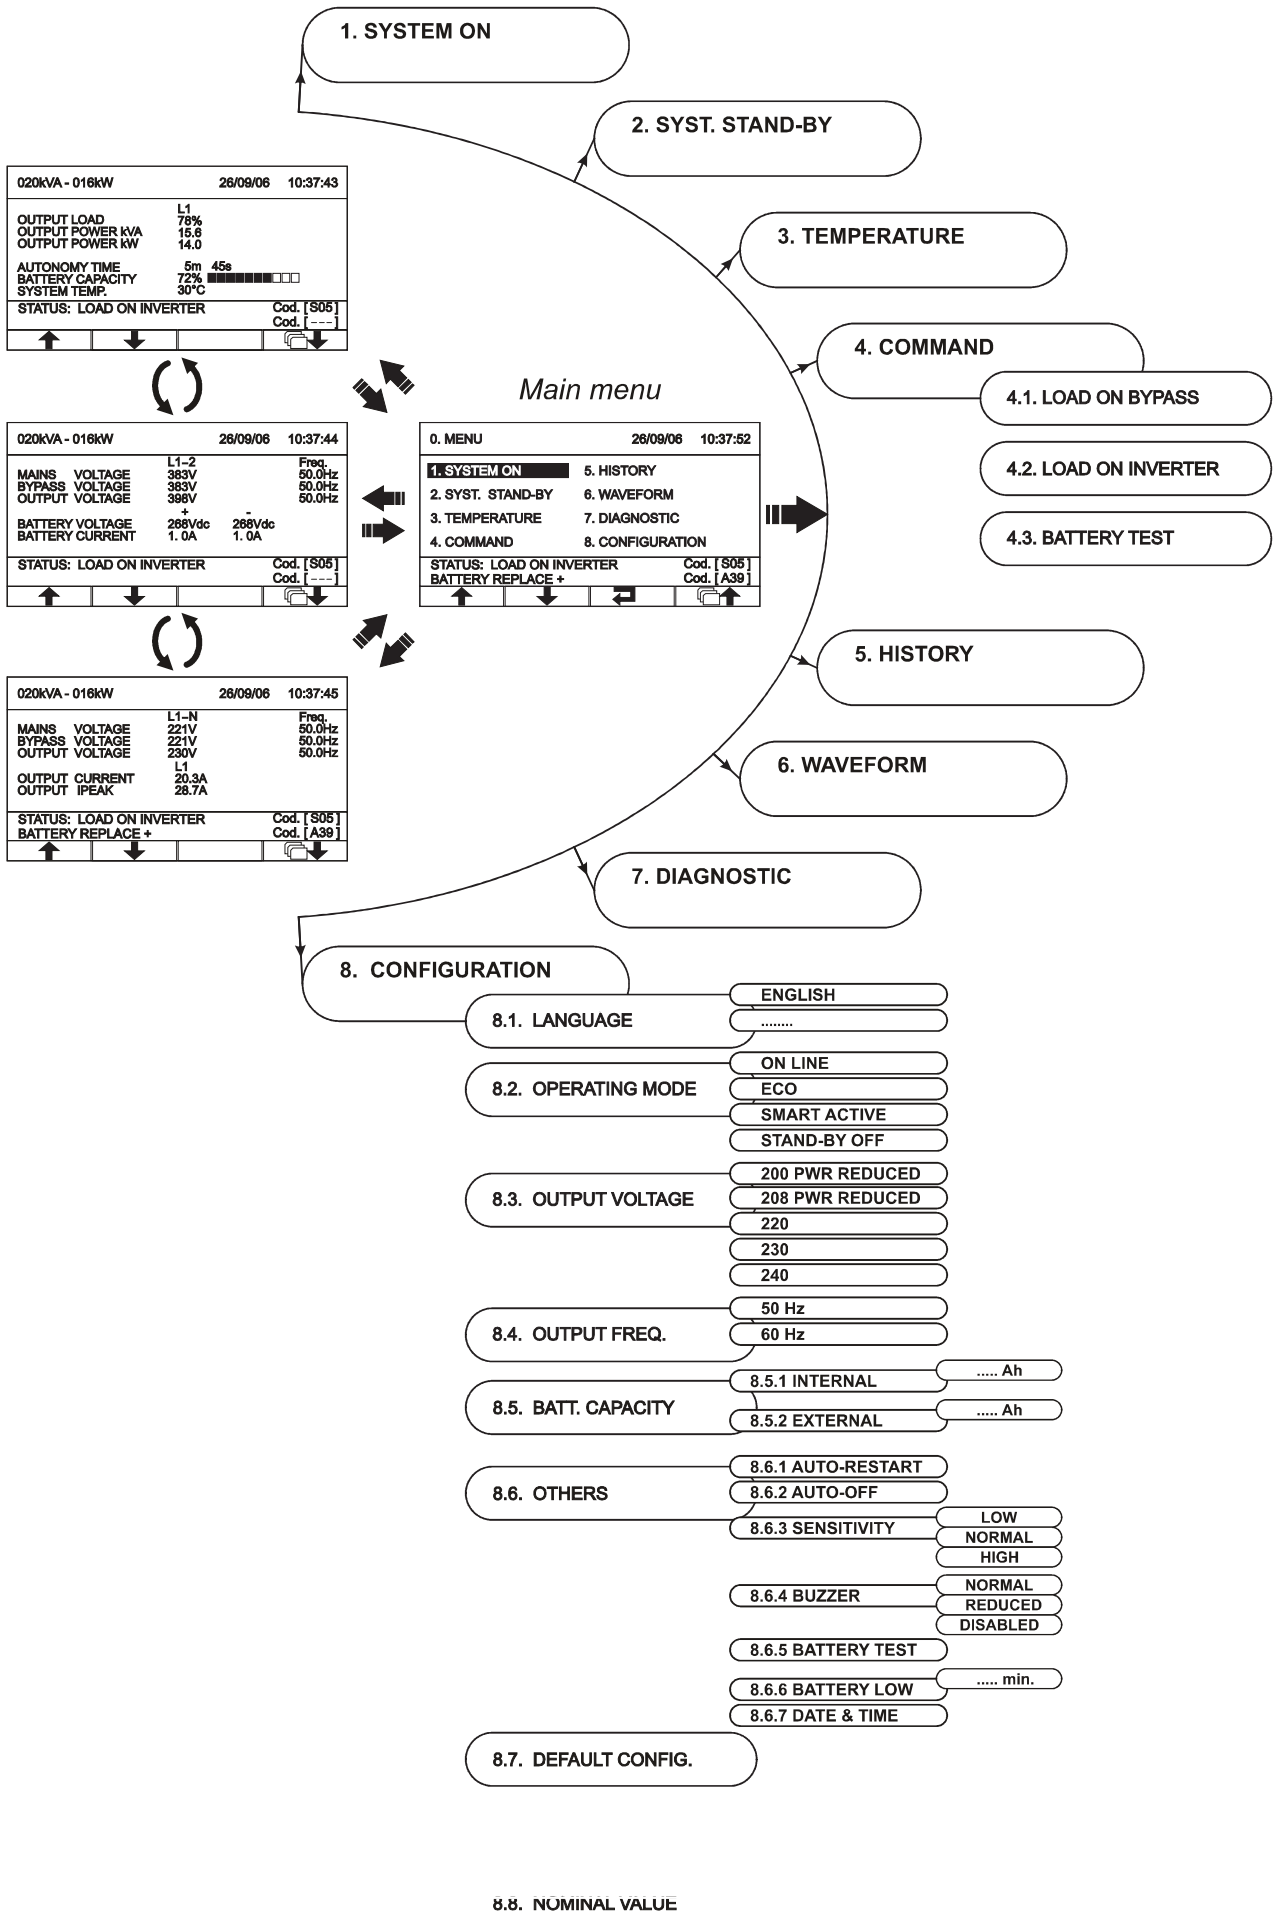 1. SYSTEM ON
2. SYST. STAND-BY
3. TEMPERATURE
4. COMMAND
4.1. LOAD ON BYPASS
4.2. LOAD ON INVERTER
4.3. BATTERY TEST
5. HISTORY
6. WAVEFORM
7. DIAGNOSTIC
020kVA - 016kW 26/09/06 10:37:43
L1
OUTPUT LOAD 78%
OUTPUT POWER kVA 15.6
OUTPUT POWER kW 14.0
AUTONOMY TIME 5m 45s
BATTERY CAPACITY 72%
SYSTEM TEMP. 30°C
STATUS: LOAD ON INVERTER Cod. [S05]
Cod. [---]
020kVA - 016kW 26/09/06 10:37:44
L1-2 Freq.
MAINS VOLTAGE 383V 50.0Hz
BYPASS VOLTAGE 383V 50.0Hz
OUTPUT VOLTAGE 398V 50.0Hz
+ -
BATTERY VOLTAGE 268Vdc 268Vdc
BATTERY CURRENT 1. 0A 1. 0A
STATUS: LOAD ON INVERTER Cod. [S05]
Cod. [---]
020kVA - 016kW 26/09/06 10:37:45
L1-N Freq.
MAINS VOLTAGE 221V 50.0Hz
BYPASS VOLTAGE 221V 50.0Hz
OUTPUT VOLTAGE 230V 50.0Hz
L1
OUTPUT CURRENT 20.3A
OUTPUT IPEAK 28.7A
STATUS: LOAD ON INVERTER Cod. [S05]
BATTERY REPLACE + Cod. [A39]
Main menu
0. MENU 26/09/06 10:37:52
1. SYSTEM ON 5. HISTORY
2. SYST. STAND-BY 6. WAVEFORM
3. TEMPERATURE 7. DIAGNOSTIC
4. COMMAND 8. CONFIGURATION
STATUS: LOAD ON INVERTER Cod. [S05]
BATTERY REPLACE + Cod. [A39]
8. CONFIGURATION
8.1. LANGUAGE
ENGLISH
........
8.2. OPERATING MODE
ON LINE
ECO
SMART ACTIVE
STAND-BY OFF
8.3. OUTPUT VOLTAGE
200 PWR REDUCED
208 PWR REDUCED
220
230
240
8.4. OUTPUT FREQ.
50 Hz
60 Hz
8.5. BATT. CAPACITY
8.5.1 INTERNAL
..... Ah
8.5.2 EXTERNAL
..... Ah
8.6. OTHERS
8.6.1 AUTO-RESTART
8.6.2 AUTO-OFF
8.6.3 SENSITIVITY
LOW
NORMAL
HIGH
8.6.4 BUZZER
NORMAL
REDUCED
DISABLED
8.6.5 BATTERY TEST
8.6.6 BATTERY LOW
..... min.
8.6.7 DATE & TIME
8.7. DEFAULT CONFIG.
8.8. NOMINAL VALUE